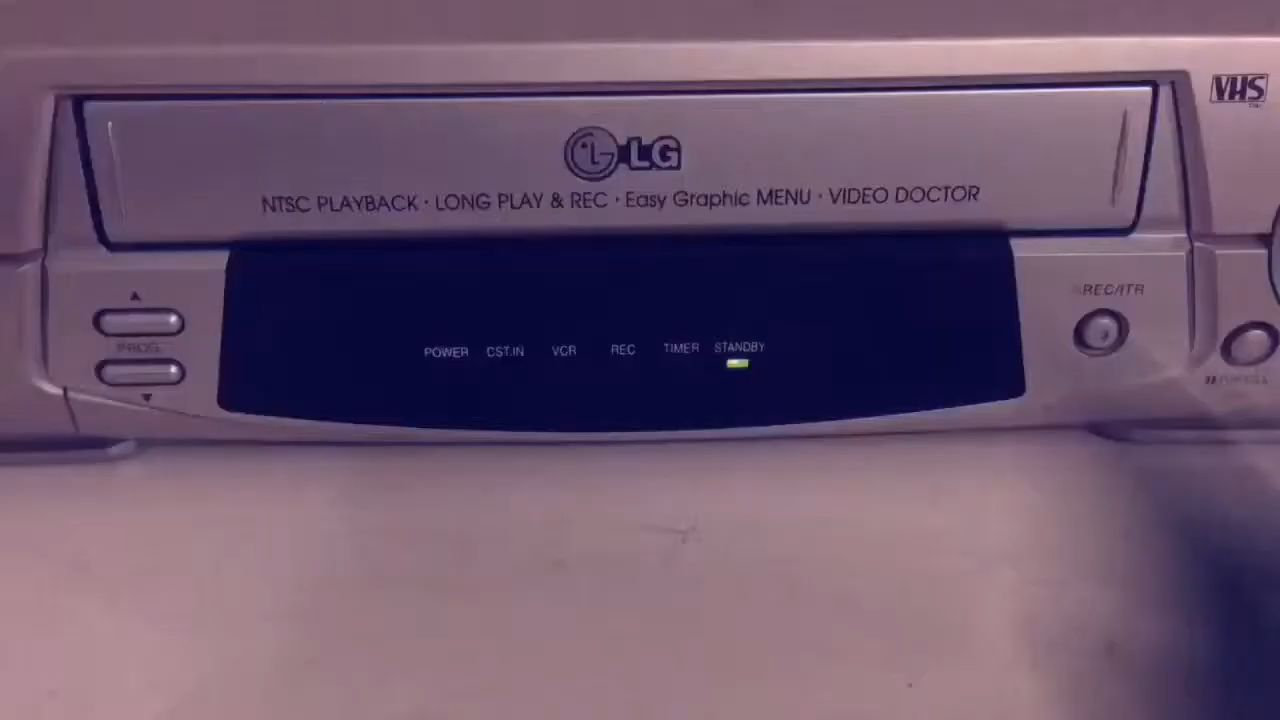 VHS
LG
NTSC PLAYBACK · LONG PLAY & REC · Easy Graphic MENU · VIDEO DOCTOR
REC/ITR
PROG.
POWER CST.IN VCR REC TIMER STANDBY